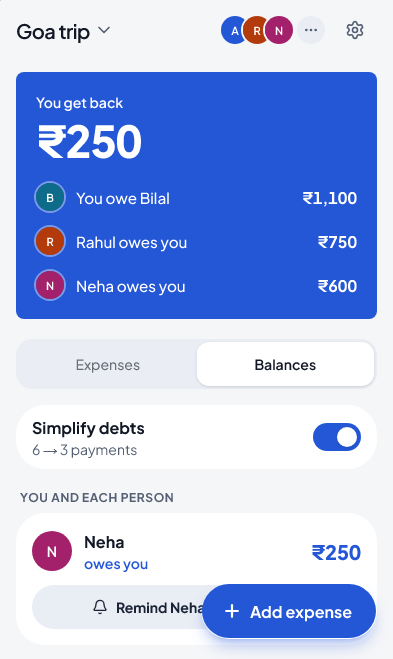 Goa trip
A R N ...
You get back
₹250
B You owe Bilal ₹1,100
R Rahul owes you ₹750
N Neha owes you ₹600
Expenses Balances
Simplify debts
6 → 3 payments
YOU AND EACH PERSON
N Neha ₹250
owes you
Remind Neha
+ Add expense